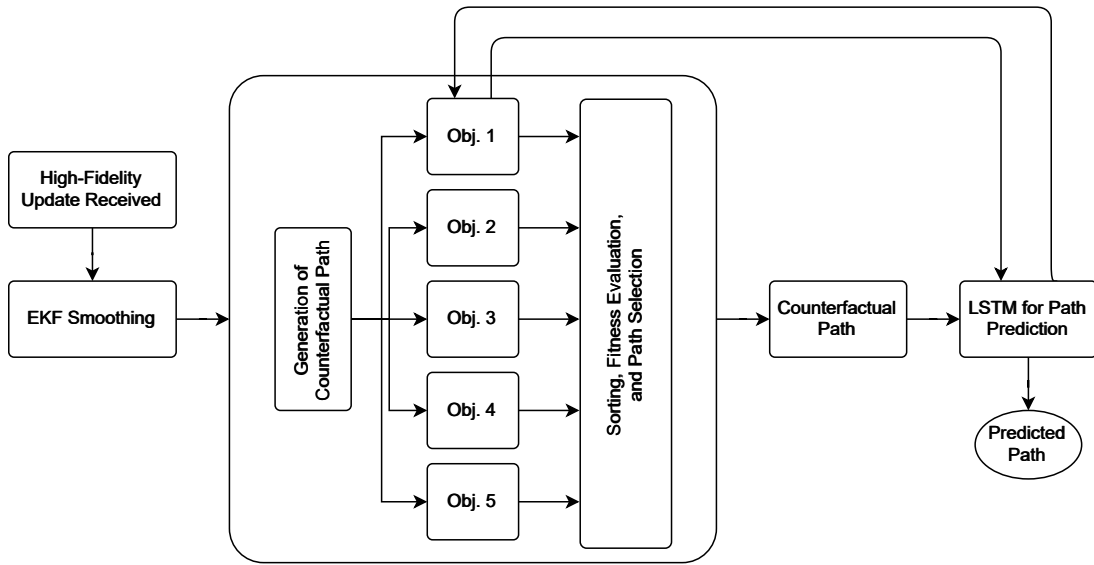 High-Fidelity
Update Received
EKF Smoothing
Generation of
Counterfactual Path
Obj. 1
Obj. 2
Obj. 3
Obj. 4
Obj. 5
Sorting, Fitness Evaluation,
and Path Selection
Counterfactual
Path
LSTM for Path
Prediction
Predicted
Path